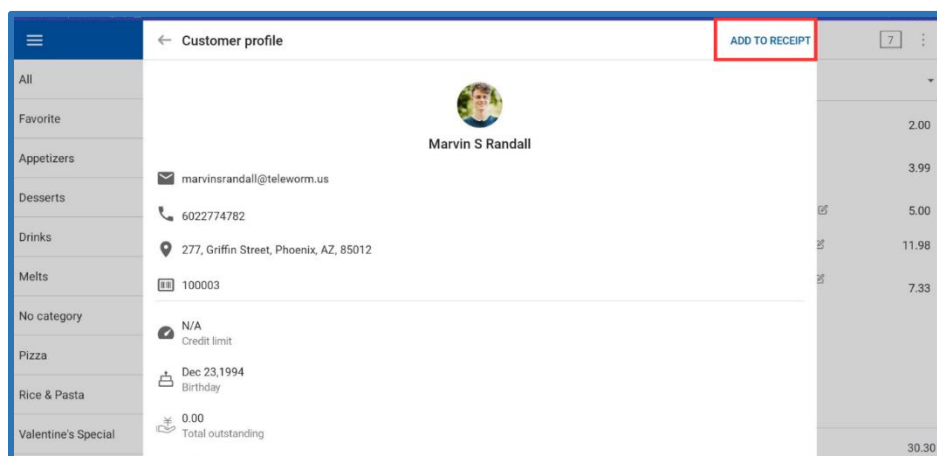 Customer profile
ADD TO RECEIPT
7
All
Favorite
Appetizers
Desserts
Drinks
Melts
No category
Pizza
Rice & Pasta
Valentine's Special
Marvin S Randall
marvinsrandall@teleworm.us
6022774782
277, Griffin Street, Phoenix, AZ, 85012
100003
N/A
Credit limit
Dec 23,1994
Birthday
0.00
Total outstanding
2.00
3.99
5.00
11.98
7.33
30.30